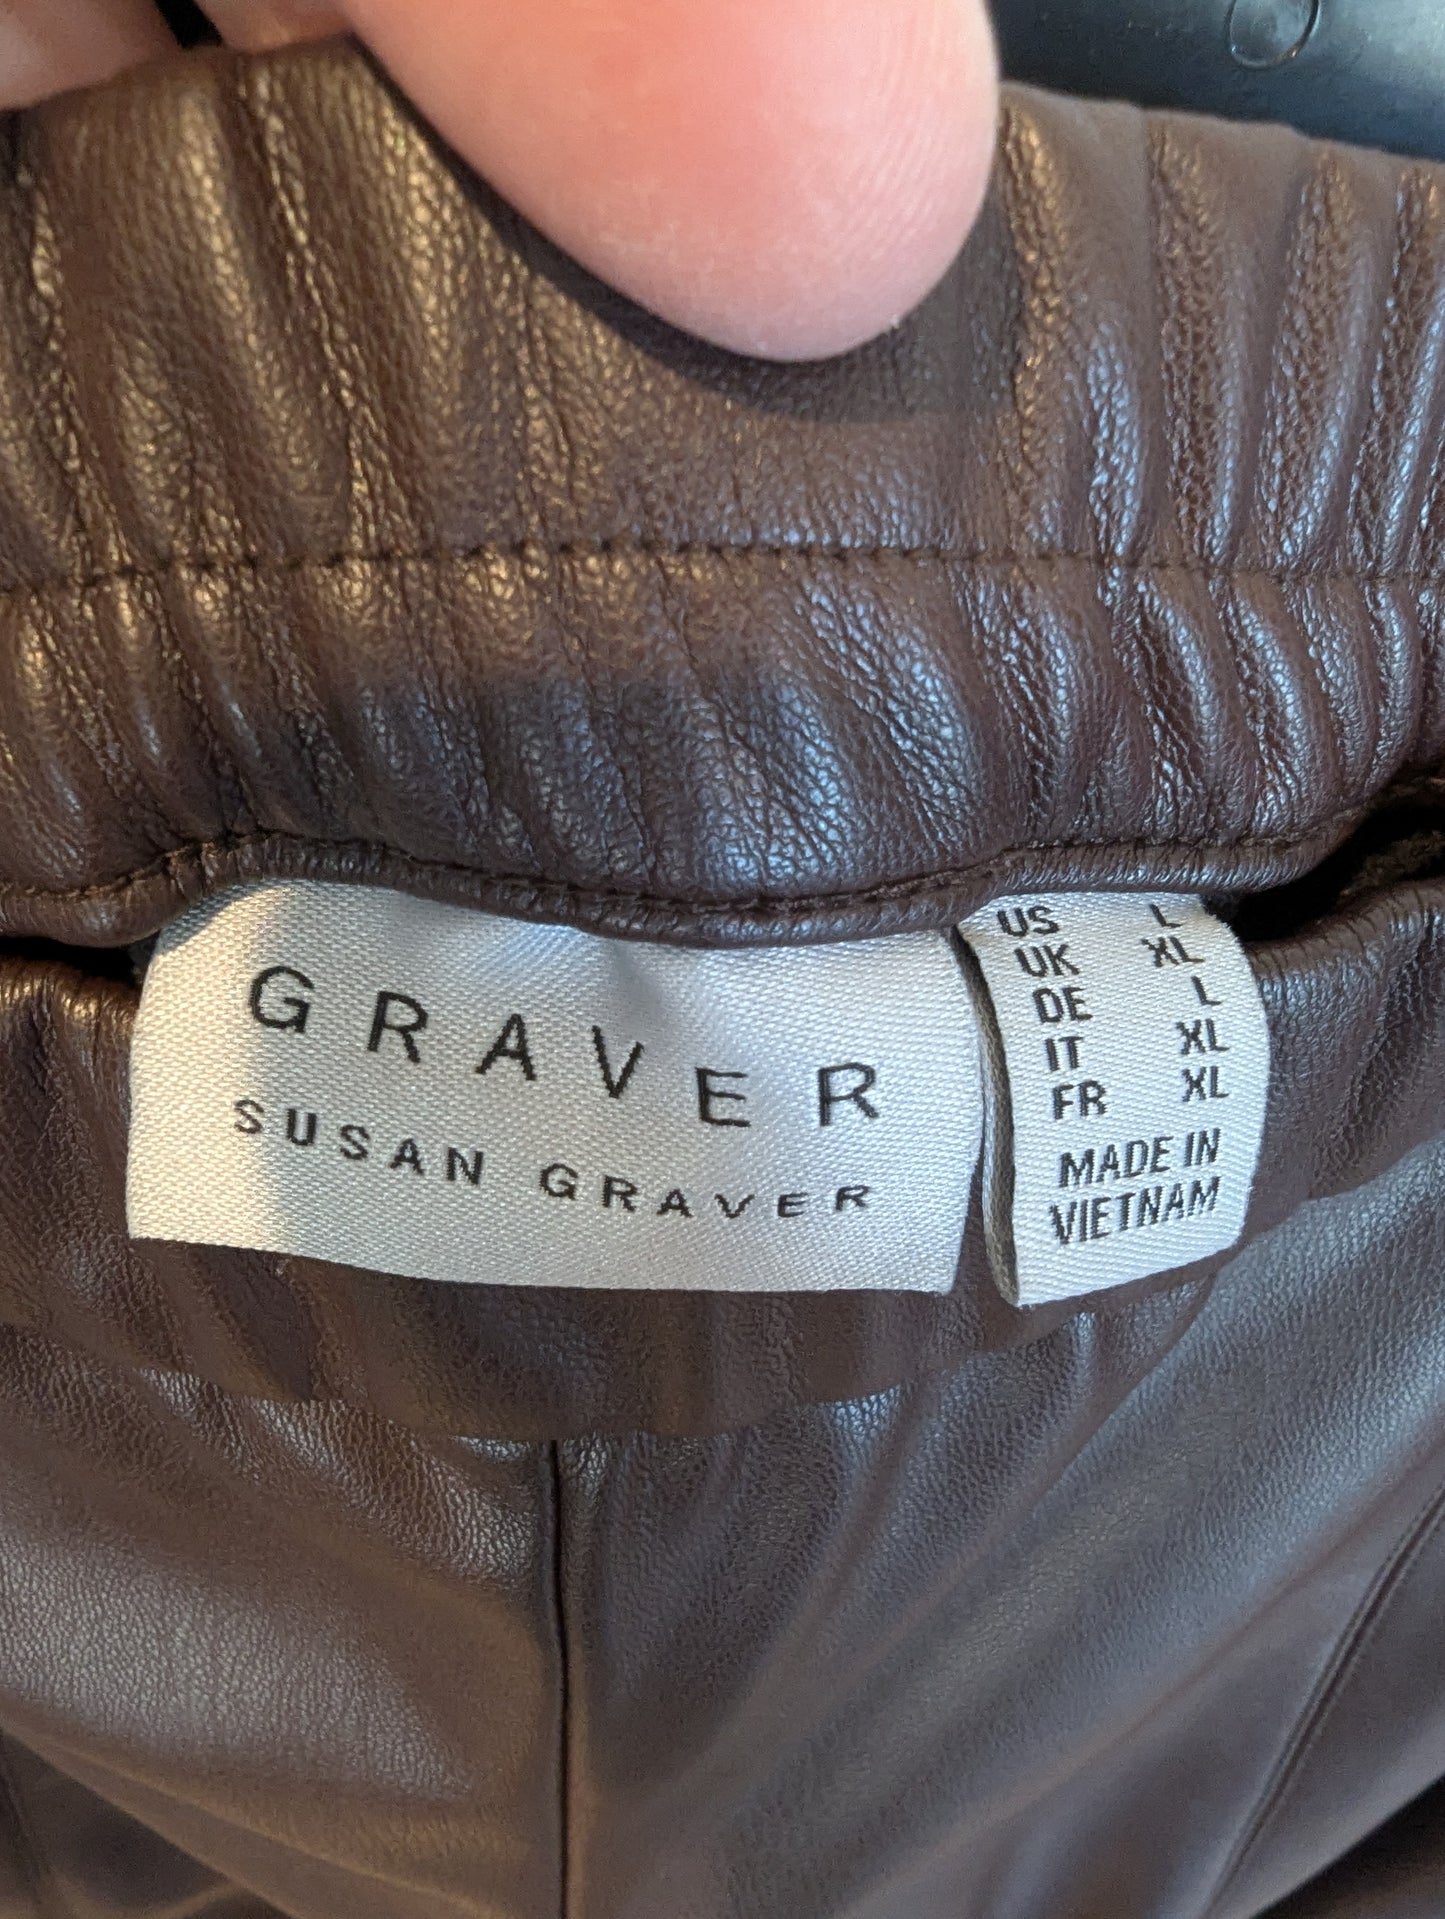 GRAVER
SUSAN GRAVER
US L
UK XL
DE L
IT XL
FR XL
MADE IN
VIETNAM